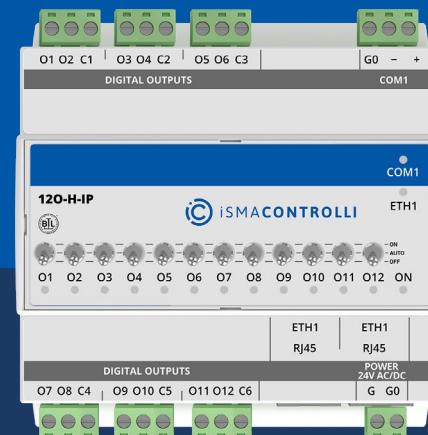 O1 O2 C1 O3 O4 C2 O5 O6 C3 G0 - +
DIGITAL OUTPUTS COM1
COM1
12O-H-IP
ETH1
BTL
iSMACONTROLLI
ON
AUTO
OFF
O1 O2 O3 O4 O5 O6 O7 O8 O9 O10 O11 O12 ON
ETH1 ETH1
RJ45 RJ45
DIGITAL OUTPUTS POWER
24V AC/DC
O7 O8 C4 O9 O10 C5 O11 O12 C6 G G0